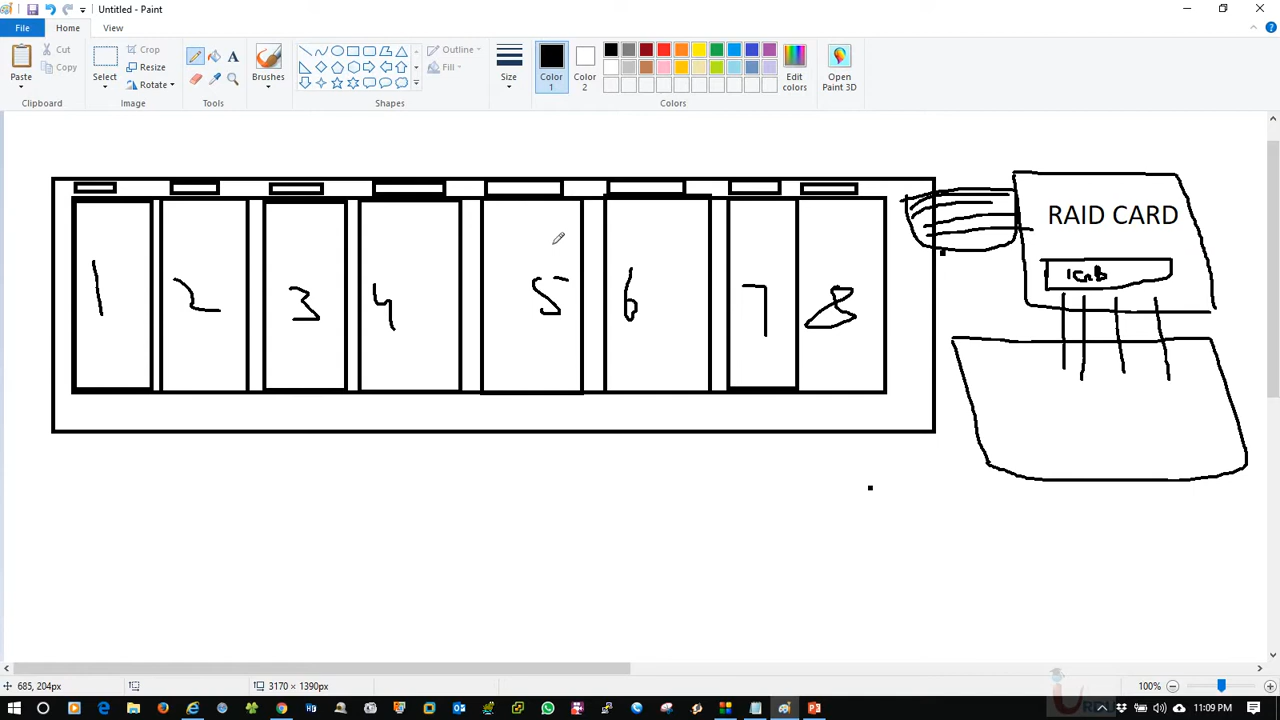 Untitled - Paint
File
Home
View
Paste
Cut
Copy
Clipboard
Select
Crop
Resize
Rotate
Image
Tools
Brushes
Shapes
Outline
Fill
Size
Color 1
Color 2
Colors
Edit colors
Open Paint 3D
RAID CARD
1 2 3 4 5 6 7 8
685, 204px
3170 × 1390px
100%
11:09 PM